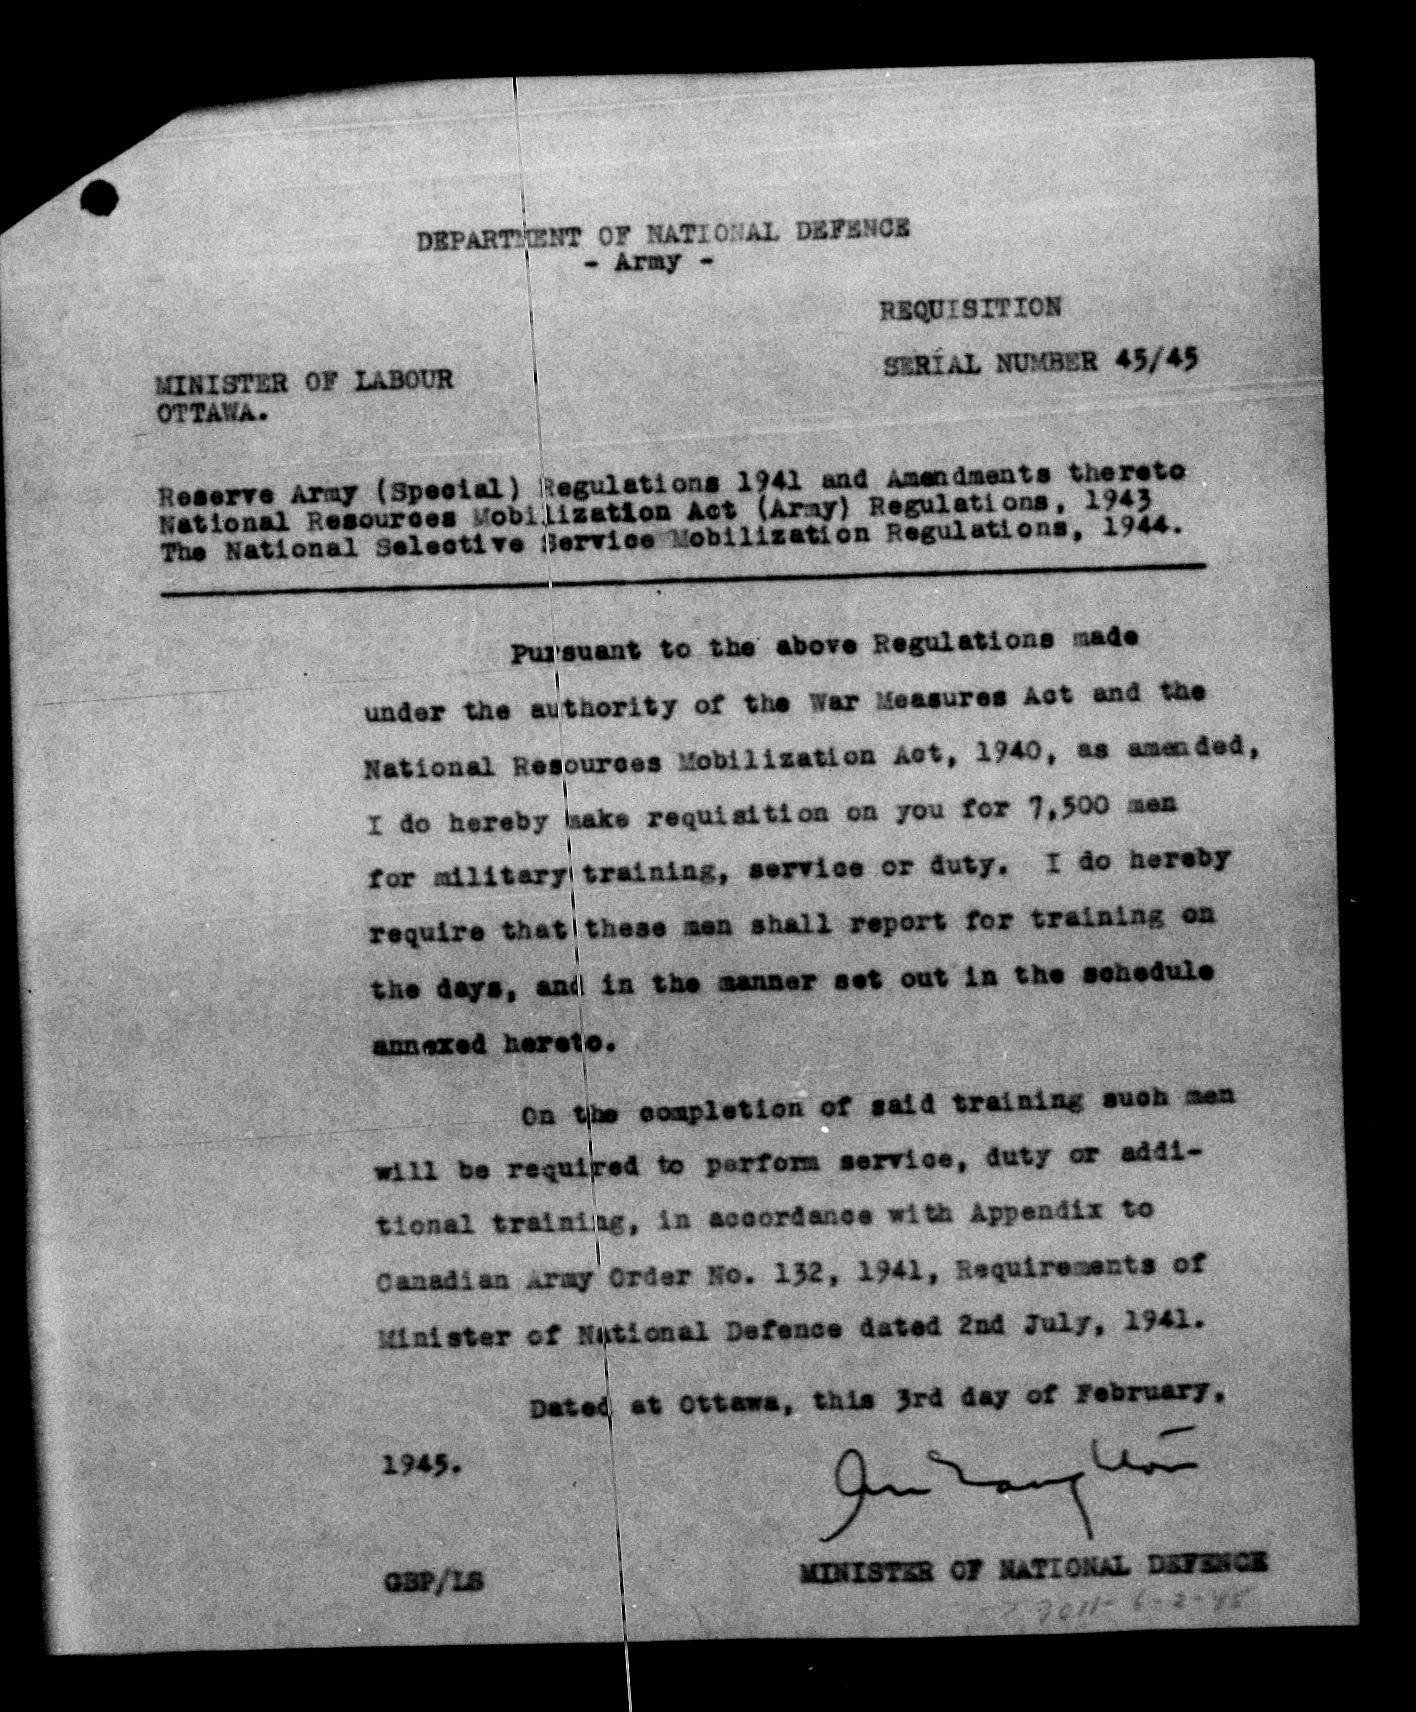 DEPARTMENT OF NATIONAL DEFENCE
- Army -
REQUISITION
SERIAL NUMBER 45/45
MINISTER OF LABOUR
OTTAWA.
Reserve Army (Special) Regulations 1941 and Amendments thereto
National Resources Mobilization Act (Army) Regulations, 1943
The National Selective Service Mobilization Regulations, 1944.
Pursuant to the above Regulations made
under the authority of the War Measures Act and the
National Resources Mobilization Act, 1940, as amended,
I do hereby make requisition on you for 7,500 men
for military training, service or duty. I do hereby
require that these men shall report for training on
the days, and in the manner set out in the schedule
annexed hereto.
On the completion of said training such men
will be required to perform service, duty or addi-
tional training, in accordance with Appendix to
Canadian Army Order No. 132, 1941, Requirements of
Minister of National Defence dated 2nd July, 1941.
Dated at Ottawa, this 3rd day of February,
1945.
MINISTER OF NATIONAL DEFENCE
GBP/LS
6-2-45